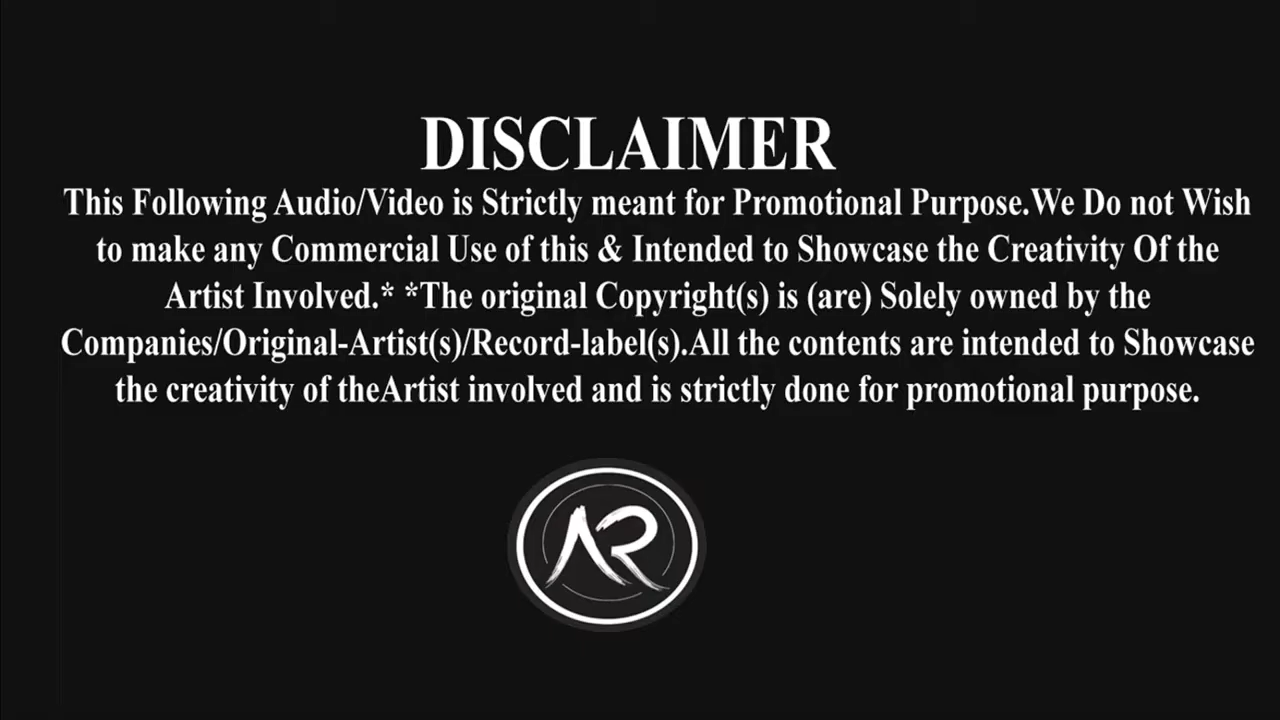 DISCLAIMER
This Following Audio/Video is Strictly meant for Promotional Purpose.We Do not Wish
to make any Commercial Use of this & Intended to Showcase the Creativity Of the
Artist Involved.* *The original Copyright(s) is (are) Solely owned by the
Companies/Original-Artist(s)/Record-label(s).All the contents are intended to Showcase
the creativity of theArtist involved and is strictly done for promotional purpose.
AR